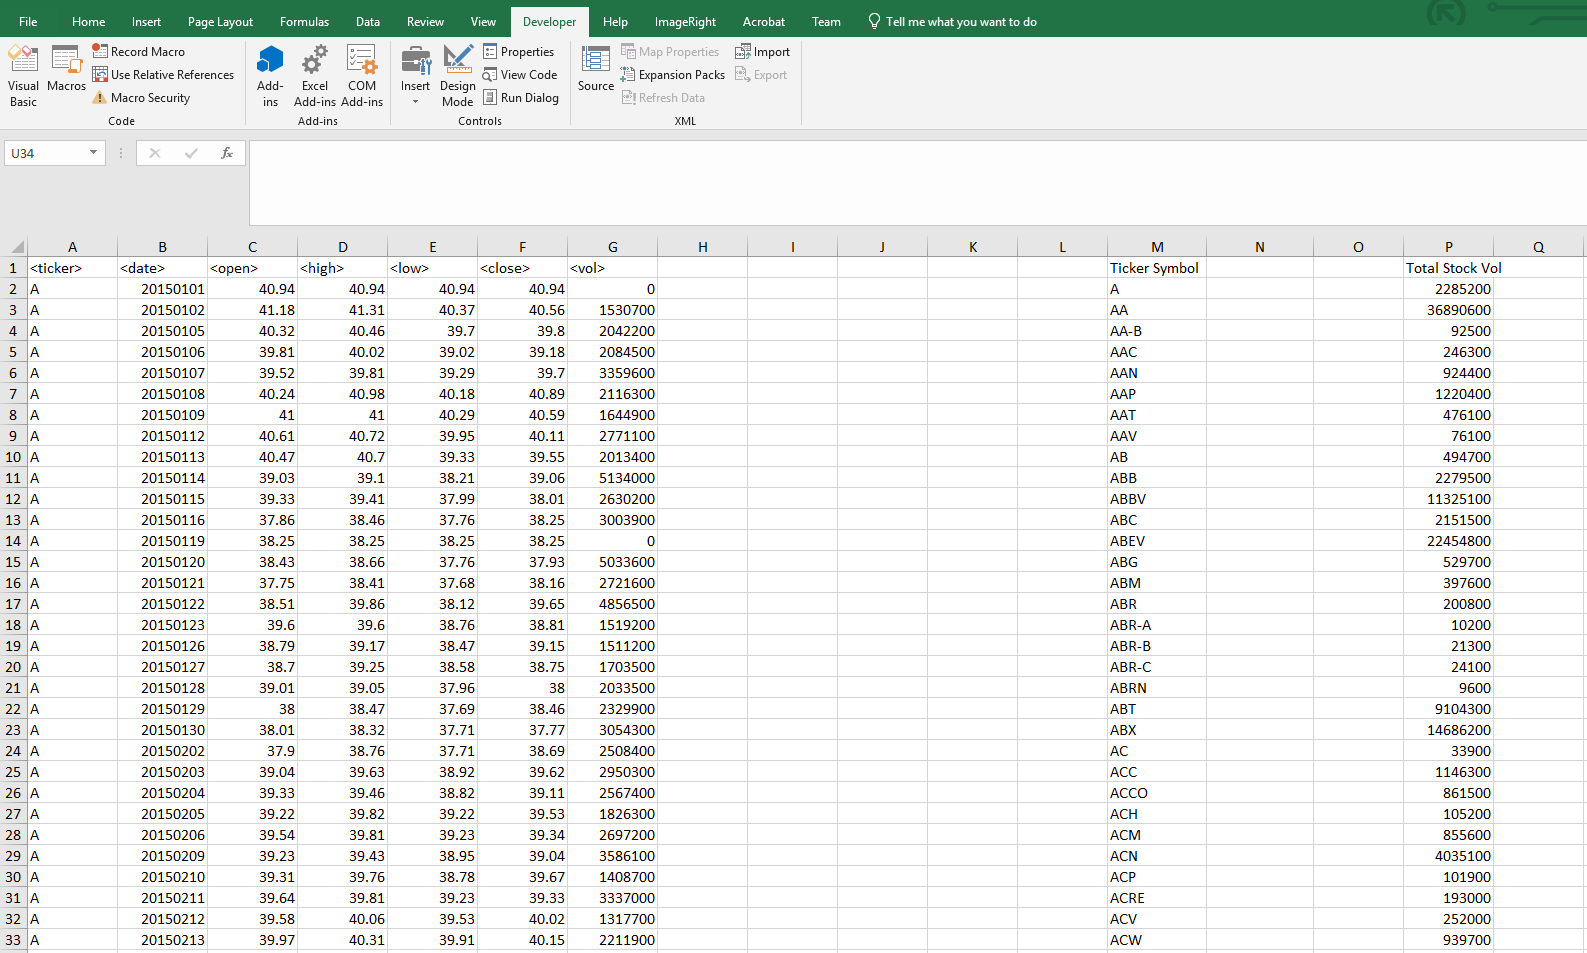 File Home Insert Page Layout Formulas Data Review View Developer Help ImageRight Acrobat Team Tell me what you want to do
Visual Basic
Macros
Record Macro
Use Relative References
Macro Security
Code
Add-ins
Excel Add-ins
COM Add-ins
Add-ins
Insert
Design Mode
Properties
View Code
Run Dialog
Controls
Source
Map Properties
Expansion Packs
Refresh Data
Import
Export
XML
U34 fx
A B C D E F G H I J K L M N O P Q
1 <ticker> <date> <open> <high> <low> <close> <vol> Ticker Symbol Total Stock Vol
2 A 20150101 40.94 40.94 40.94 40.94 0 A 2285200
3 A 20150102 41.18 41.31 40.37 40.56 1530700 AA 36890600
4 A 20150105 40.32 40.46 39.7 39.8 2042200 AA-B 92500
5 A 20150106 39.81 40.02 39.02 39.18 2084500 AAC 246300
6 A 20150107 39.52 39.81 39.29 39.7 3359600 AAN 924400
7 A 20150108 40.24 40.98 40.18 40.89 2116300 AAP 1220400
8 A 20150109 41 41 40.29 40.59 1644900 AAT 476100
9 A 20150112 40.61 40.72 39.95 40.11 2771100 AAV 76100
10 A 20150113 40.47 40.7 39.33 39.55 2013400 AB 494700
11 A 20150114 39.03 39.1 38.21 39.06 5134000 ABB 2279500
12 A 20150115 39.33 39.41 37.99 38.01 2630200 ABBV 11325100
13 A 20150116 37.86 38.46 37.76 38.25 3003900 ABC 2151500
14 A 20150119 38.25 38.25 38.25 38.25 0 ABEV 22454800
15 A 20150120 38.43 38.66 37.76 37.93 5033600 ABG 529700
16 A 20150121 37.75 38.41 37.68 38.16 2721600 ABM 397600
17 A 20150122 38.51 39.86 38.12 39.65 4856500 ABR 200800
18 A 20150123 39.6 39.6 38.76 38.81 1519200 ABR-A 10200
19 A 20150126 38.79 39.17 38.47 39.15 1511200 ABR-B 21300
20 A 20150127 38.7 39.25 38.58 38.75 1703500 ABR-C 24100
21 A 20150128 39.01 39.05 37.96 38 2033500 ABRN 9600
22 A 20150129 38 38.47 37.69 38.46 2329900 ABT 9104300
23 A 20150130 38.01 38.32 37.71 37.77 3054300 ABX 14686200
24 A 20150202 37.9 38.76 37.71 38.69 2508400 AC 33900
25 A 20150203 39.04 39.63 38.92 39.62 2950300 ACC 1146300
26 A 20150204 39.33 39.46 38.82 39.11 2567400 ACCO 861500
27 A 20150205 39.22 39.82 39.22 39.53 1826300 ACH 105200
28 A 20150206 39.54 39.81 39.23 39.34 2697200 ACM 855600
29 A 20150209 39.23 39.43 38.95 39.04 3586100 ACN 4035100
30 A 20150210 39.31 39.76 38.78 39.67 1408700 ACP 101900
31 A 20150211 39.64 39.81 39.23 39.33 3337000 ACRE 193000
32 A 20150212 39.58 40.06 39.53 40.02 1317700 ACV 252000
33 A 20150213 39.97 40.31 39.91 40.15 2211900 ACW 939700